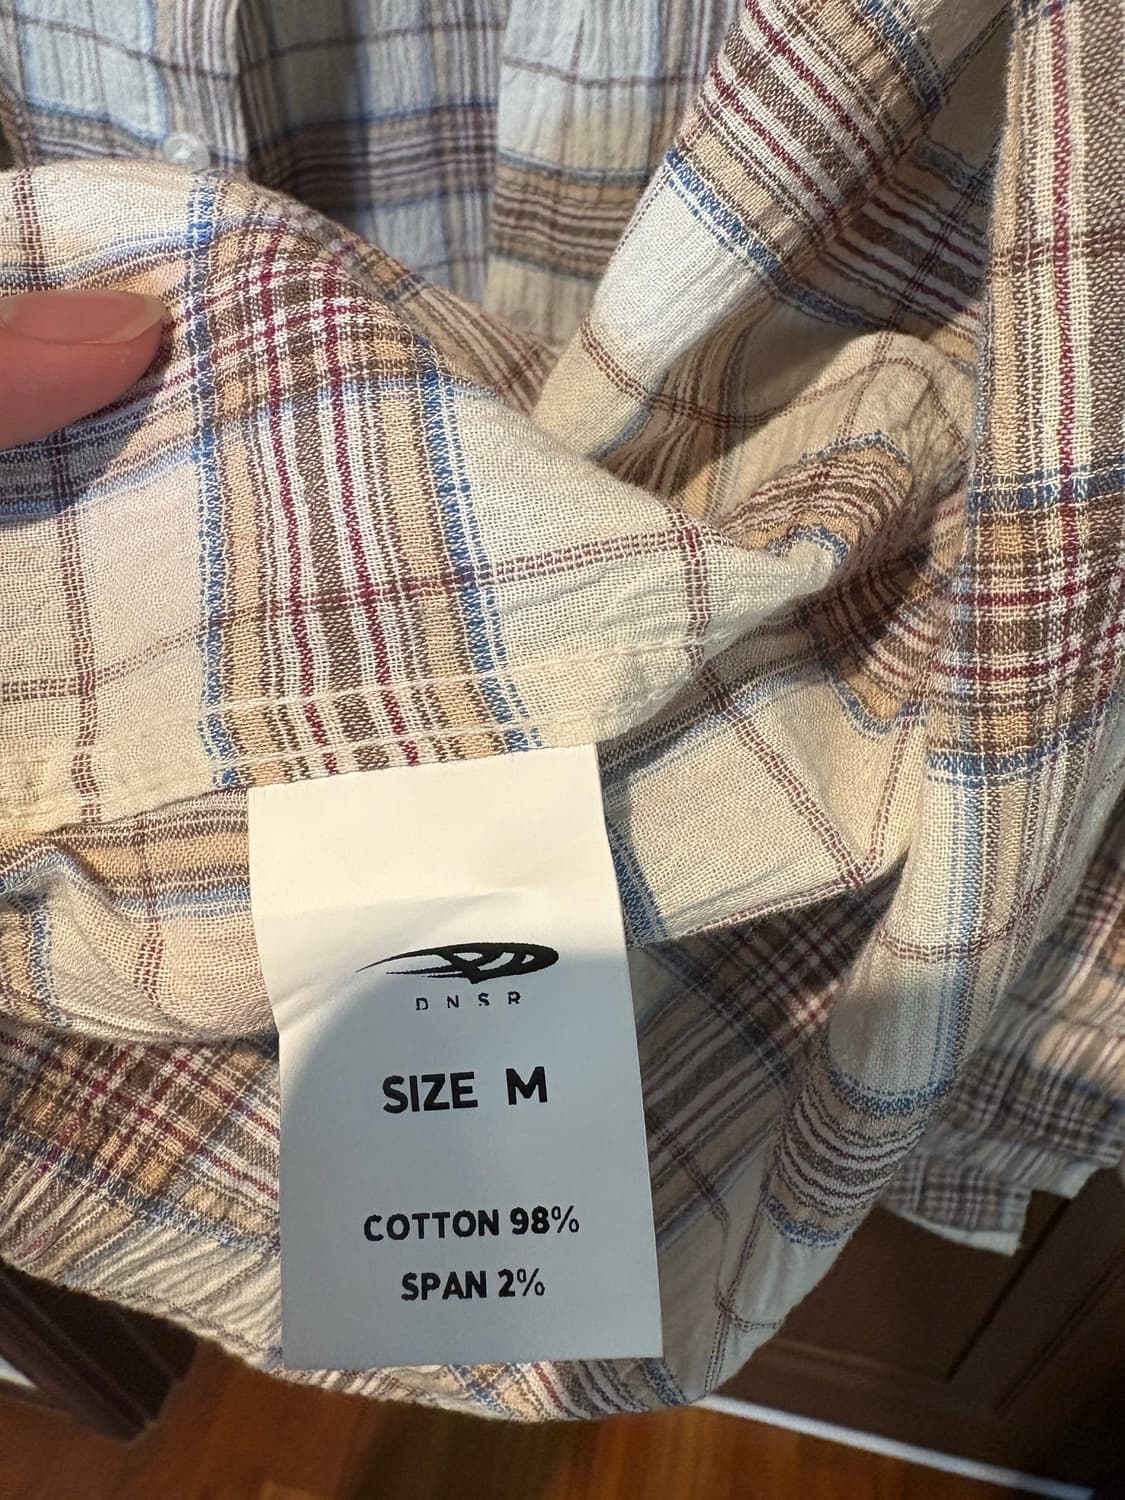 DNSR
SIZE M
COTTON 98%
SPAN 2%